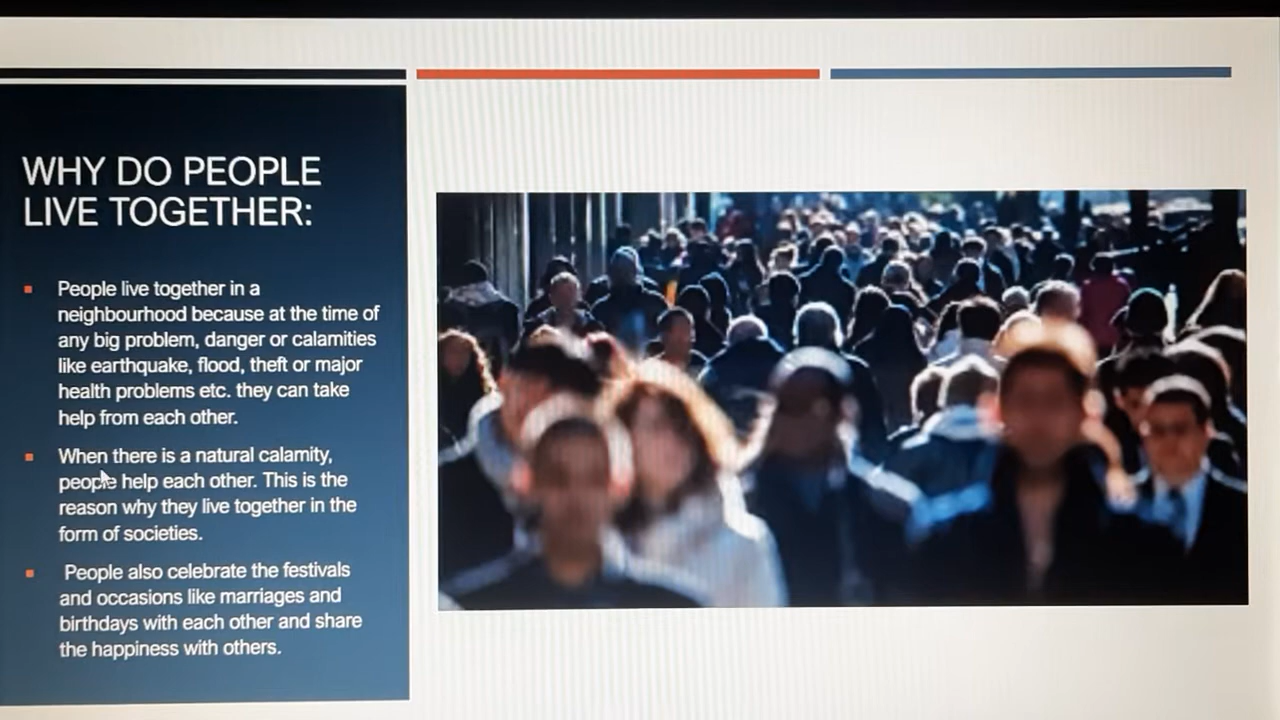 WHY DO PEOPLE
LIVE TOGETHER:
People live together in a
neighbourhood because at the time of
any big problem, danger or calamities
like earthquake, flood, theft or major
health problems etc. they can take
help from each other.
When there is a natural calamity,
people help each other. This is the
reason why they live together in the
form of societies.
People also celebrate the festivals
and occasions like marriages and
birthdays with each other and share
the happiness with others.